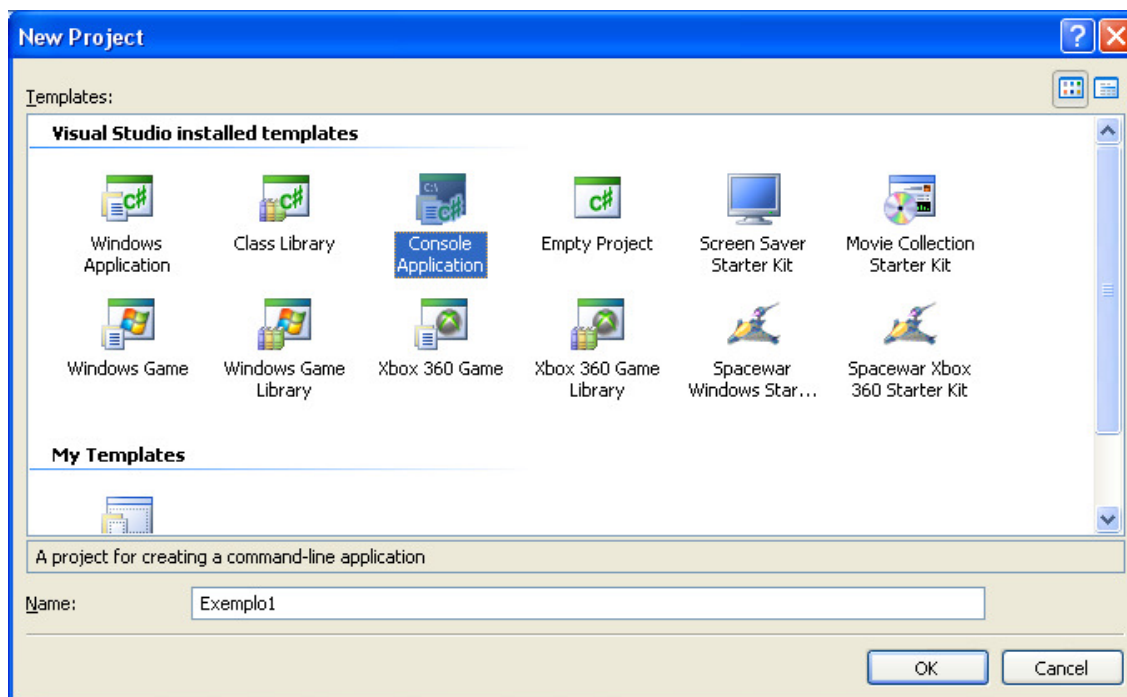 New Project
Templates:
Visual Studio installed templates
Windows Application
Class Library
Console Application
Empty Project
Screen Saver Starter Kit
Movie Collection Starter Kit
Windows Game
Windows Game Library
Xbox 360 Game
Xbox 360 Game Library
Spacewar Windows Star...
Spacewar Xbox 360 Starter Kit
My Templates
A project for creating a command-line application
Name: Exemplo1
OK Cancel